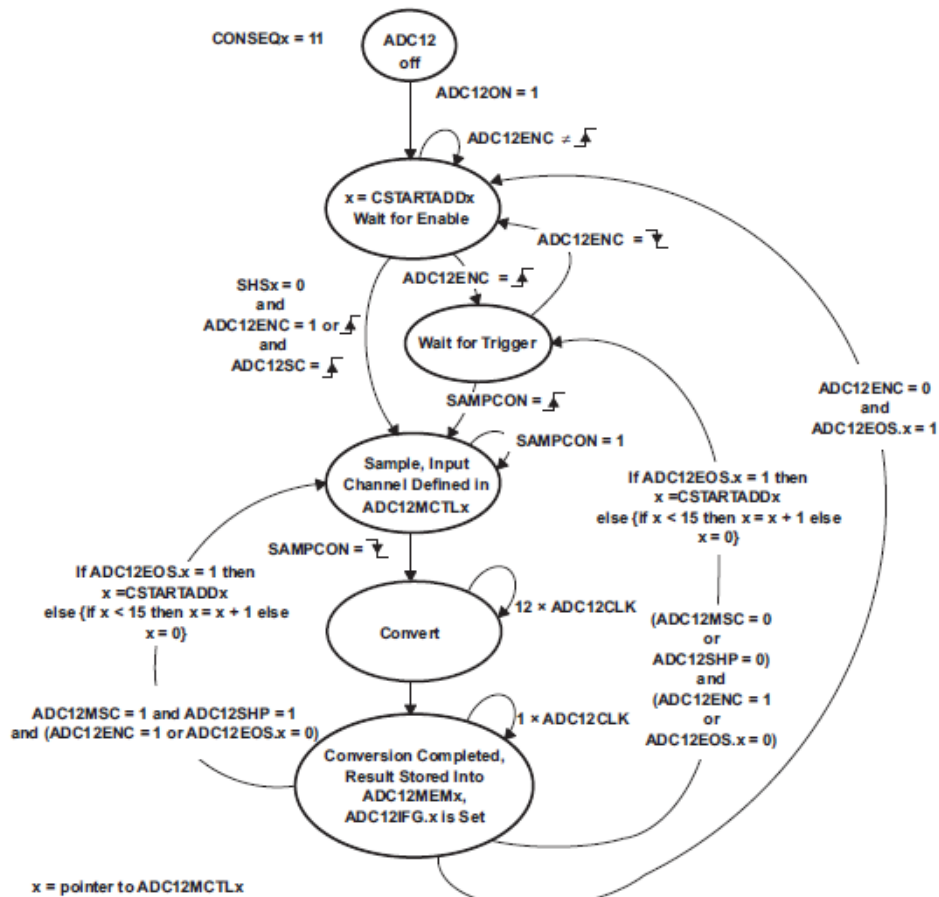 CONSEQx = 11
ADC12
off
ADC12ON = 1
ADC12ENC ≠
x = CSTARTADDx
Wait for Enable
ADC12ENC =
ADC12ENC =
SHSx = 0
and
ADC12ENC = 1 or
and
ADC12SC =
Wait for Trigger
SAMPCON =
SAMPCON = 1
Sample, Input
Channel Defined in
ADC12MCTLx
SAMPCON =
ADC12ENC = 0
and
ADC12EOS.x = 1
If ADC12EOS.x = 1 then
x =CSTARTADDx
else {if x < 15 then x = x + 1 else
x = 0}
If ADC12EOS.x = 1 then
x =CSTARTADDx
else {if x < 15 then x = x + 1 else
x = 0}
Convert
12 × ADC12CLK
(ADC12MSC = 0
or
ADC12SHP = 0)
and
(ADC12ENC = 1
or
ADC12EOS.x = 0)
ADC12MSC = 1 and ADC12SHP = 1
and (ADC12ENC = 1 or ADC12EOS.x = 0)
1 × ADC12CLK
Conversion Completed,
Result Stored Into
ADC12MEMx,
ADC12IFG.x is Set
x = pointer to ADC12MCTLx